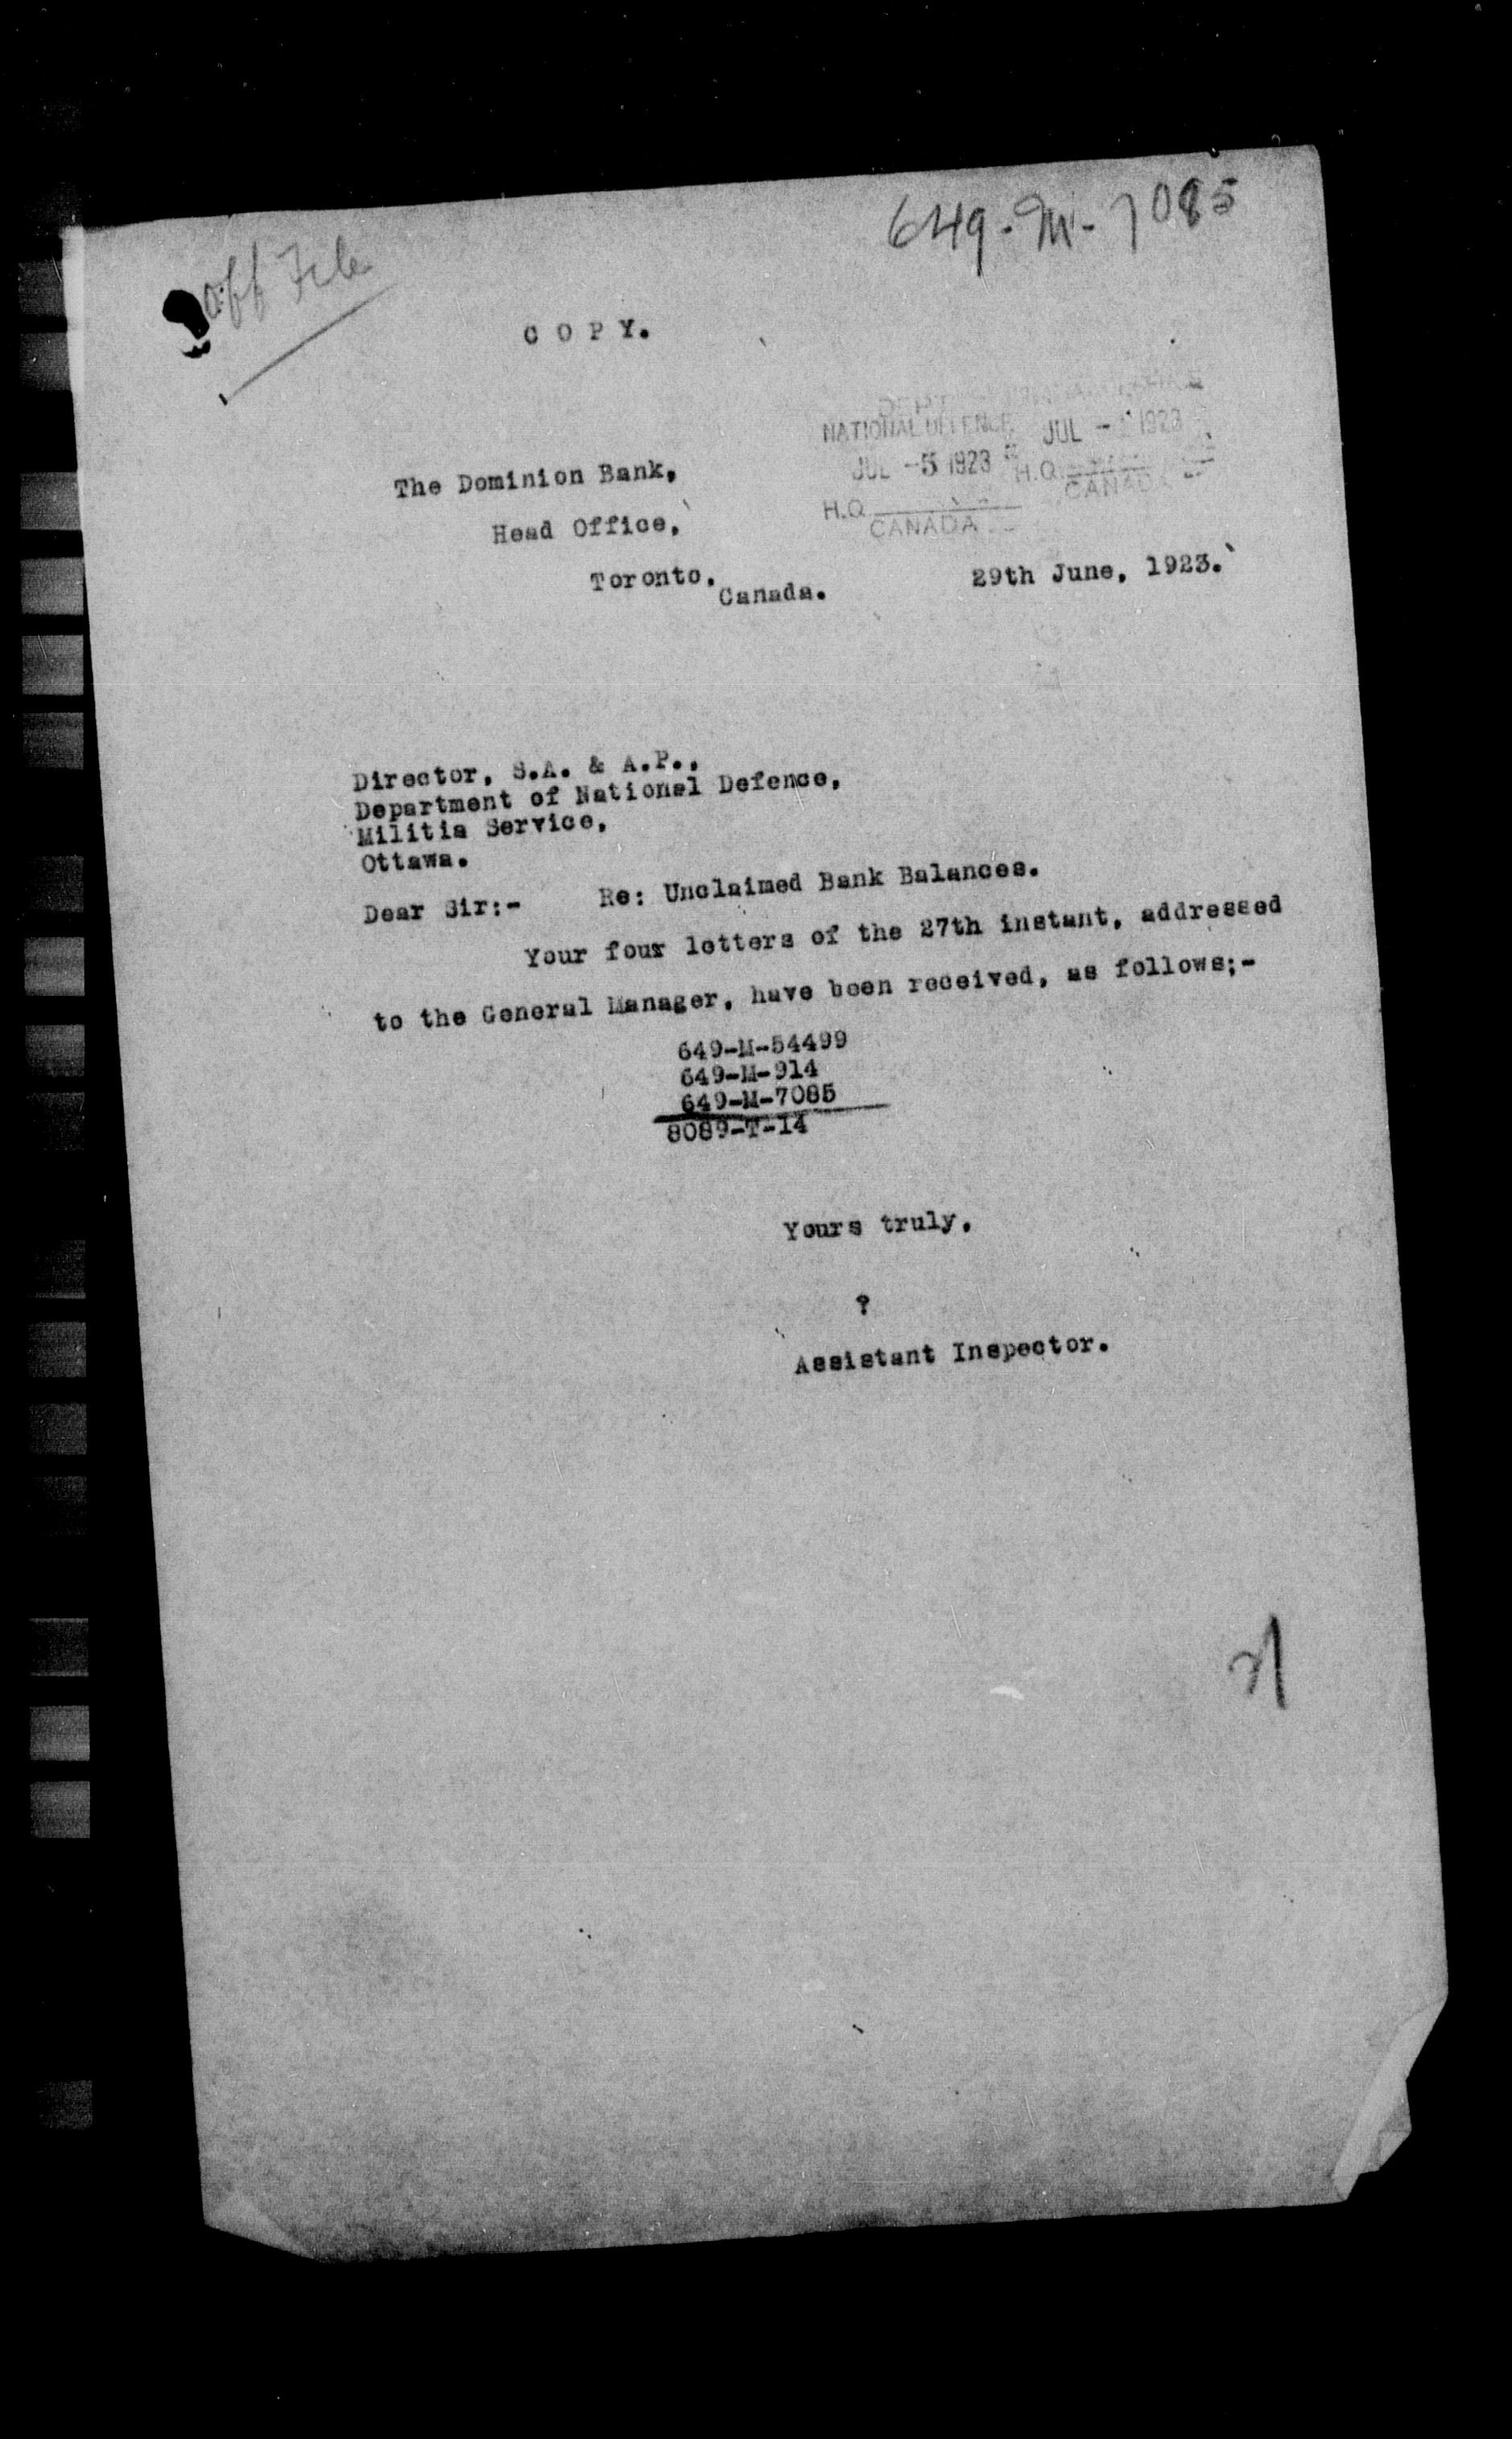 649-M-7085
Off File
COPY.
NATIONAL DEFENCE
JUL - 1923
JUL -5 1923
H.Q.
CANADA
H.Q.
CANADA
The Dominion Bank,
Head Office,
Toronto,
Canada.
29th June, 1923.
Director, S.A. & A.P.,
Department of National Defence,
Militia Service,
Ottawa.
Dear Sir:- Re: Unclaimed Bank Balances.
Your four letters of the 27th instant, addressed
to the General Manager, have been received, as follows;-
649-M-54499
649-M-914
649-M-7085
8089-T-14
Yours truly,
?
Assistant Inspector.